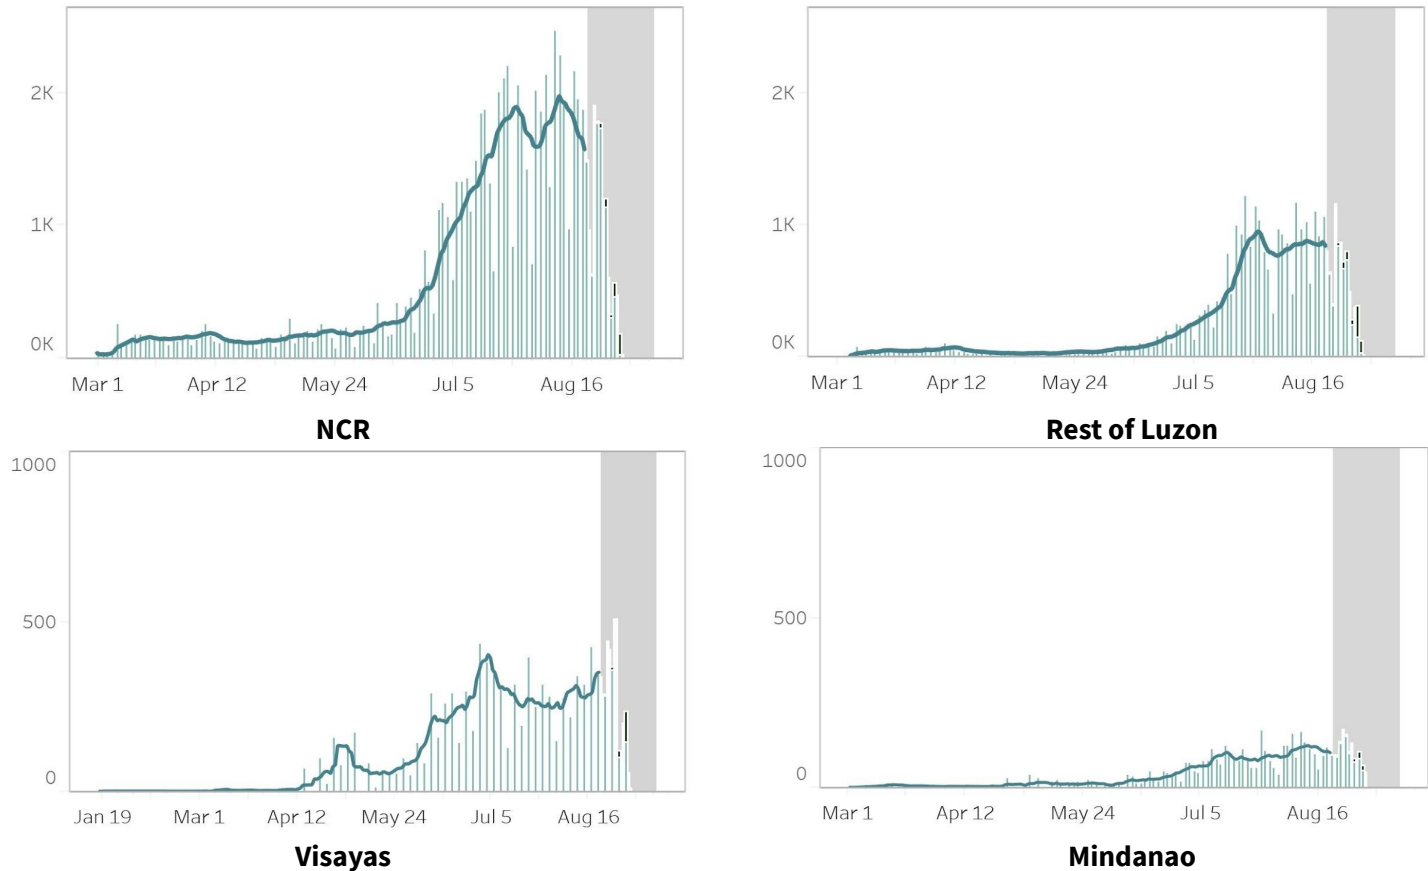 2K
1K
0K
Mar 1 Apr 12 May 24 Jul 5 Aug 16
NCR
2K
1K
0K
Mar 1 Apr 12 May 24 Jul 5 Aug 16
Rest of Luzon
1000
500
0
Jan 19 Mar 1 Apr 12 May 24 Jul 5 Aug 16
Visayas
1000
500
0
Mar 1 Apr 12 May 24 Jul 5 Aug 16
Mindanao